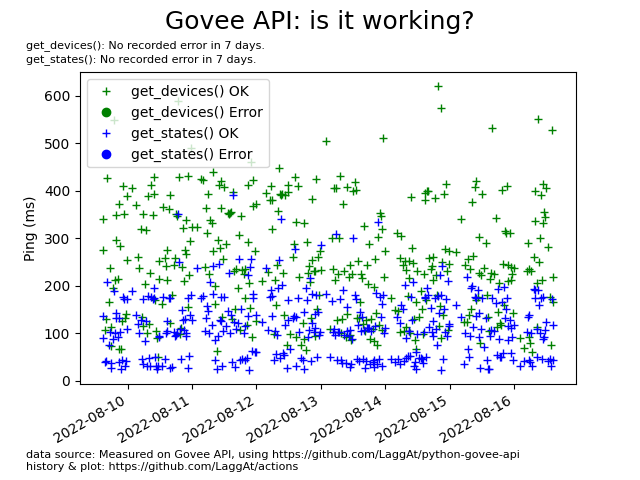 Govee API: is it working?
get_devices(): No recorded error in 7 days.
get_states(): No recorded error in 7 days.
get_devices() OK
get_devices() Error
get_states() OK
get_states() Error
Ping (ms)
600
500
400
300
200
100
0
2022-08-10
2022-08-11
2022-08-12
2022-08-13
2022-08-14
2022-08-15
2022-08-16
data source: Measured on Govee API, using https://github.com/LaggAt/python-govee-api
history & plot: https://github.com/LaggAt/actions